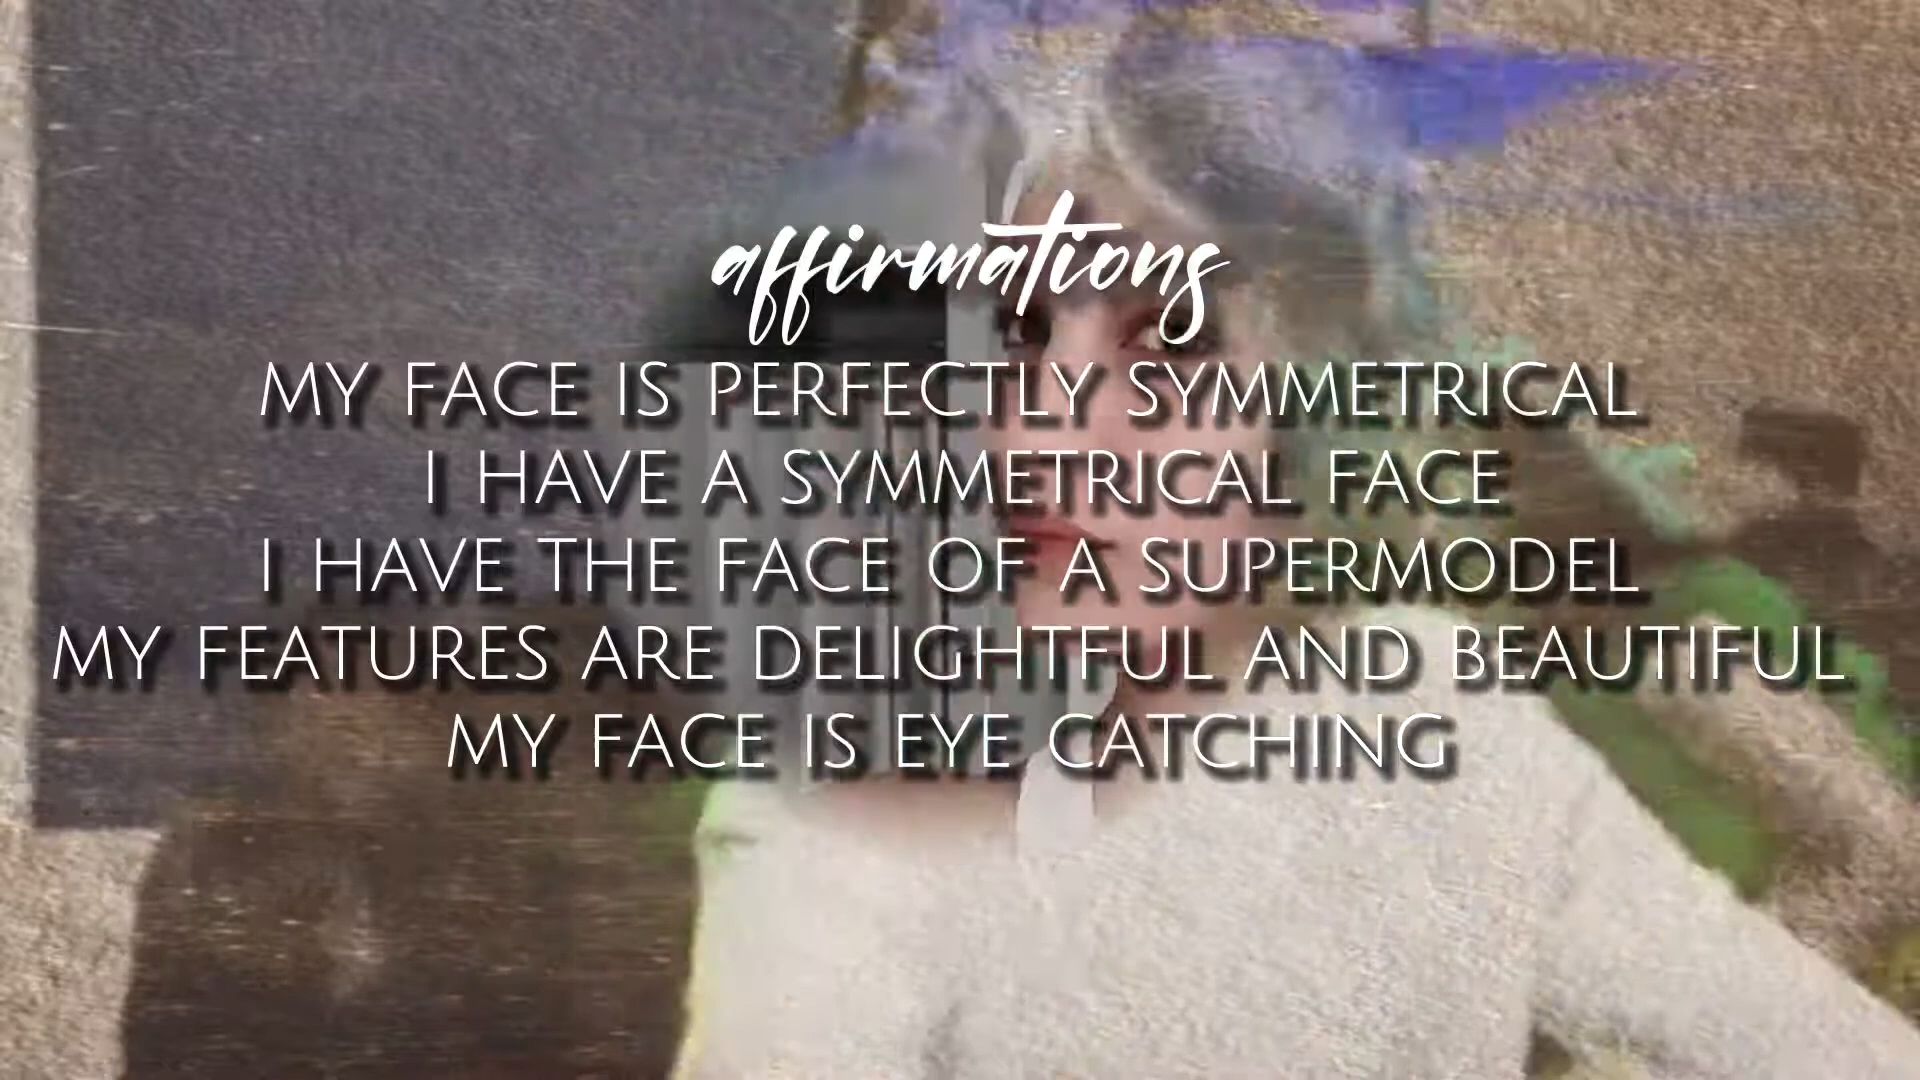 affirmations
MY FACE IS PERFECTLY SYMMETRICAL
I HAVE A SYMMETRICAL FACE
I HAVE THE FACE OF A SUPERMODEL
MY FEATURES ARE DELIGHTFUL AND BEAUTIFUL
MY FACE IS EYE CATCHING